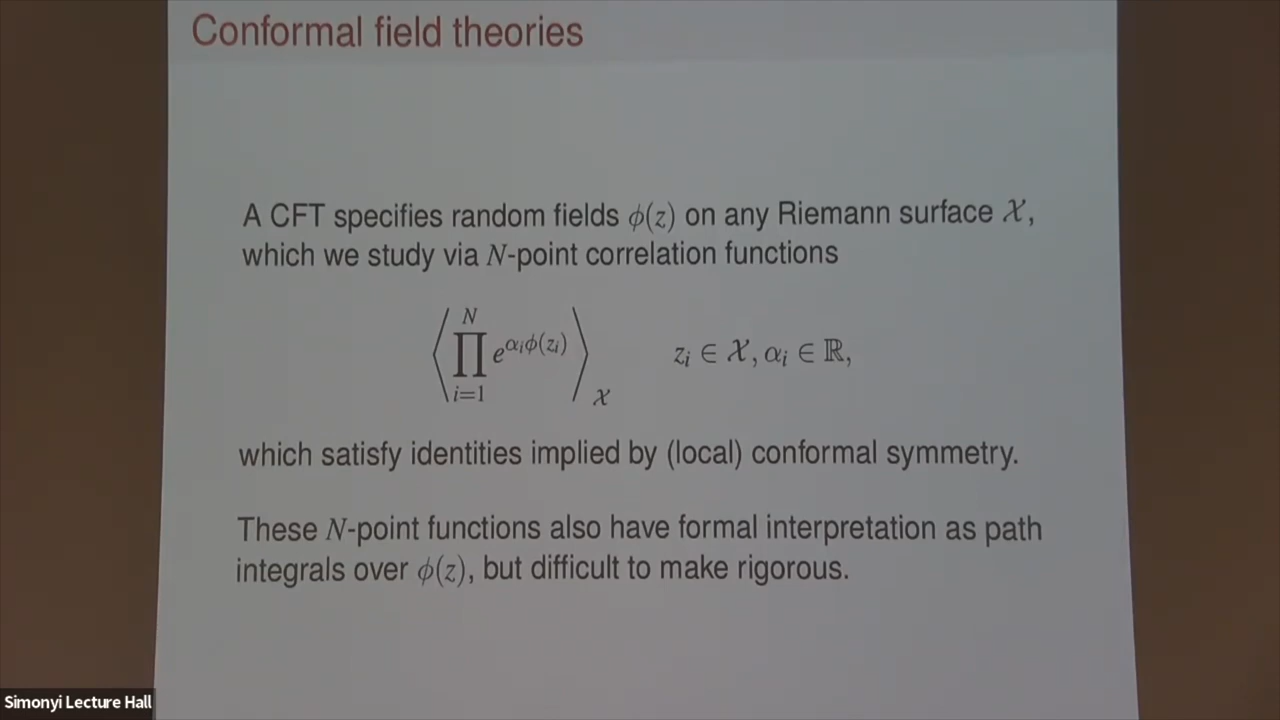 Conformal field theories
A CFT specifies random fields ϕ(z) on any Riemann surface 𝒳,
which we study via N-point correlation functions
⟨∏_{i=1}^{N} e^{α_iϕ(z_i)}⟩_𝒳    z_i ∈ 𝒳, α_i ∈ ℝ,
which satisfy identities implied by (local) conformal symmetry.
These N-point functions also have formal interpretation as path
integrals over ϕ(z), but difficult to make rigorous.
Simonyi Lecture Hall